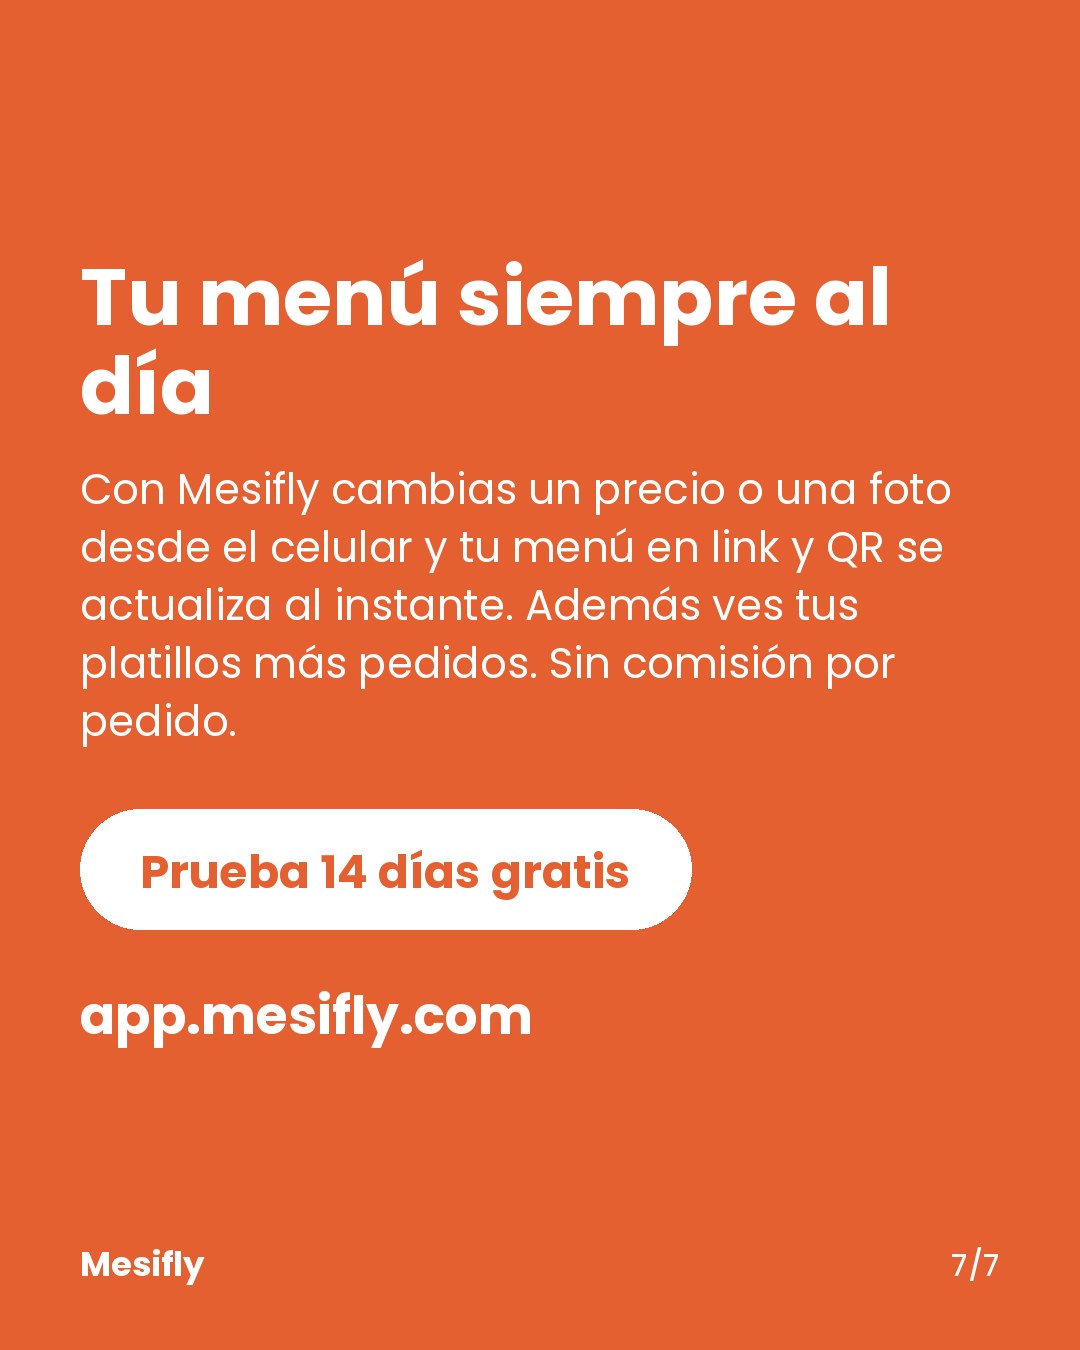 Tu menú siempre al
día
Con Mesifly cambias un precio o una foto
desde el celular y tu menú en link y QR se
actualiza al instante. Además ves tus
platillos más pedidos. Sin comisión por
pedido.
Prueba 14 días gratis
app.mesifly.com
Mesifly
7/7